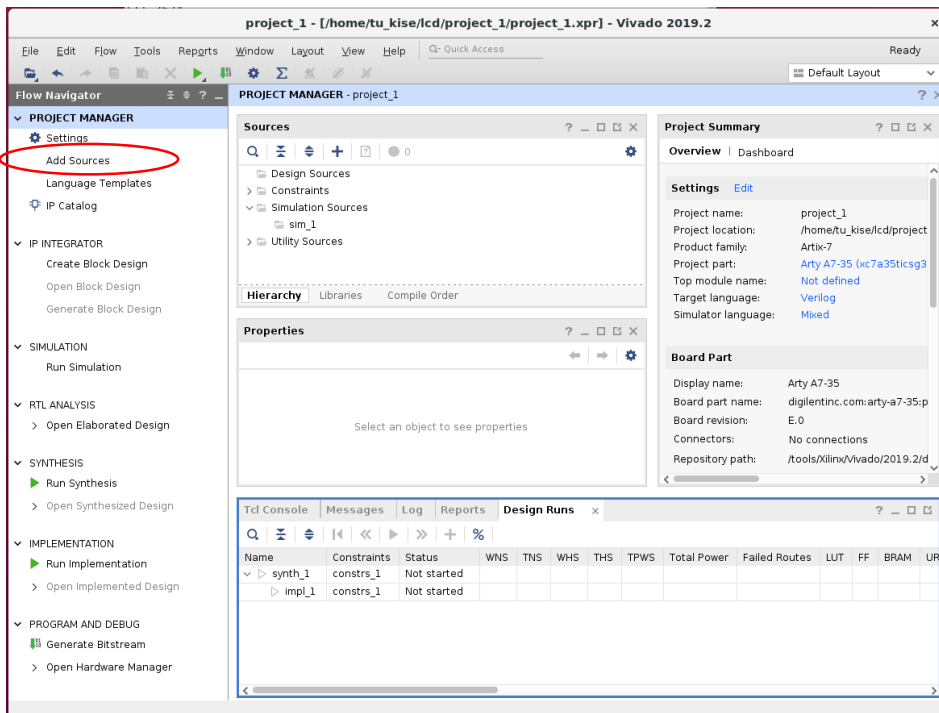 project_1 - [/home/tu_kise/lcd/project_1/project_1.xpr] - Vivado 2019.2
File Edit Flow Tools Reports Window Layout View Help Q- Quick Access Ready
Default Layout
Flow Navigator
PROJECT MANAGER - project_1
PROJECT MANAGER
Settings
Add Sources
Language Templates
IP Catalog
IP INTEGRATOR
Create Block Design
Open Block Design
Generate Block Design
SIMULATION
Run Simulation
RTL ANALYSIS
Open Elaborated Design
SYNTHESIS
Run Synthesis
Open Synthesized Design
IMPLEMENTATION
Run Implementation
Open Implemented Design
PROGRAM AND DEBUG
Generate Bitstream
Open Hardware Manager
Sources
0
Design Sources
Constraints
Simulation Sources
sim_1
Utility Sources
Hierarchy Libraries Compile Order
Properties
Select an object to see properties
Project Summary
Overview | Dashboard
Settings Edit
Project name: project_1
Project location: /home/tu_kise/lcd/project
Product family: Artix-7
Project part: Arty A7-35 (xc7a35ticsg3
Top module name: Not defined
Target language: Verilog
Simulator language: Mixed
Board Part
Display name: Arty A7-35
Board part name: digilentinc.com:arty-a7-35:p
Board revision: E.0
Connectors: No connections
Repository path: /tools/Xilinx/Vivado/2019.2/d
Tcl Console Messages Log Reports Design Runs
Name Constraints Status WNS TNS WHS THS TPWS Total Power Failed Routes LUT FF BRAM UR
synth_1 constrs_1 Not started
impl_1 constrs_1 Not started